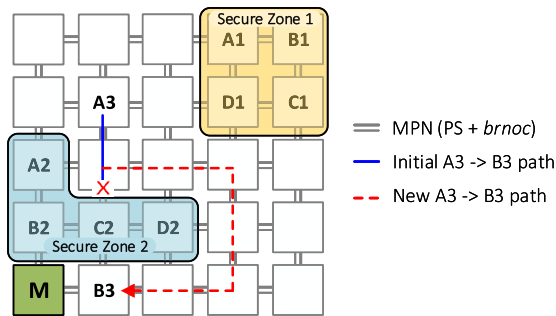 Secure Zone 1
A1 B1
A3 D1 C1
A2
X
B2 C2 D2
Secure Zone 2
M B3
MPN (PS + brnoc)
Initial A3 -> B3 path
New A3 -> B3 path